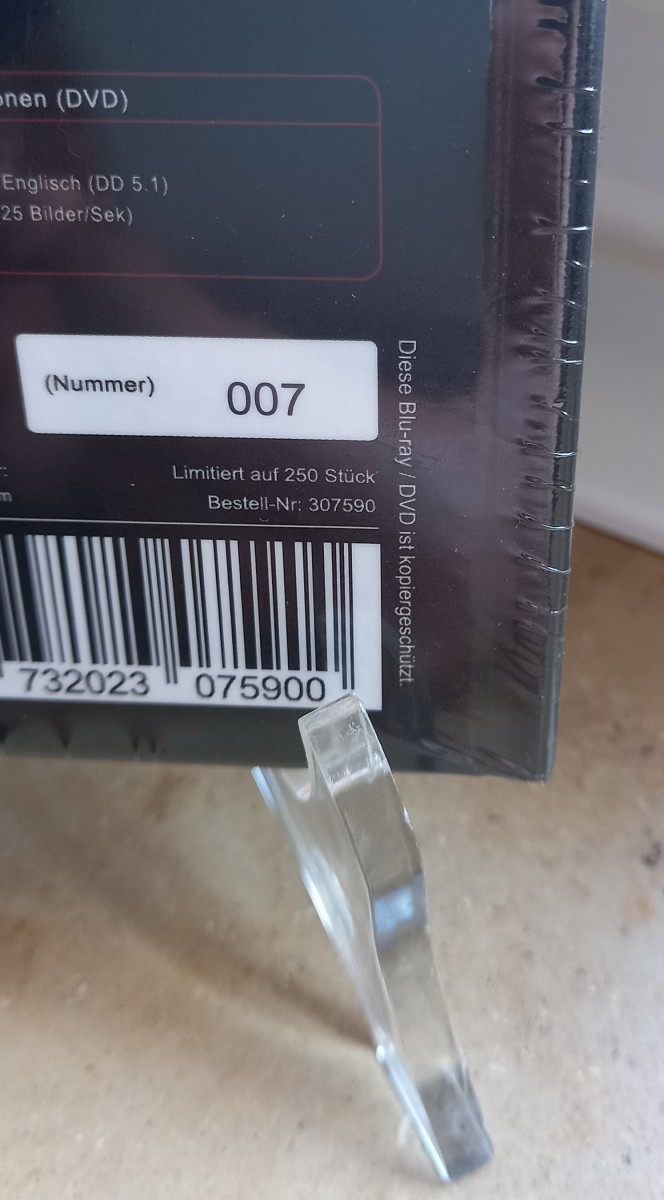 onen (DVD)
Englisch (DD 5.1)
25 Bilder/Sek)
(Nummer) 007
Limitiert auf 250 Stück
Bestell-Nr: 307590
732023 075900
Diese Blu-ray / DVD ist kopiergeschützt.